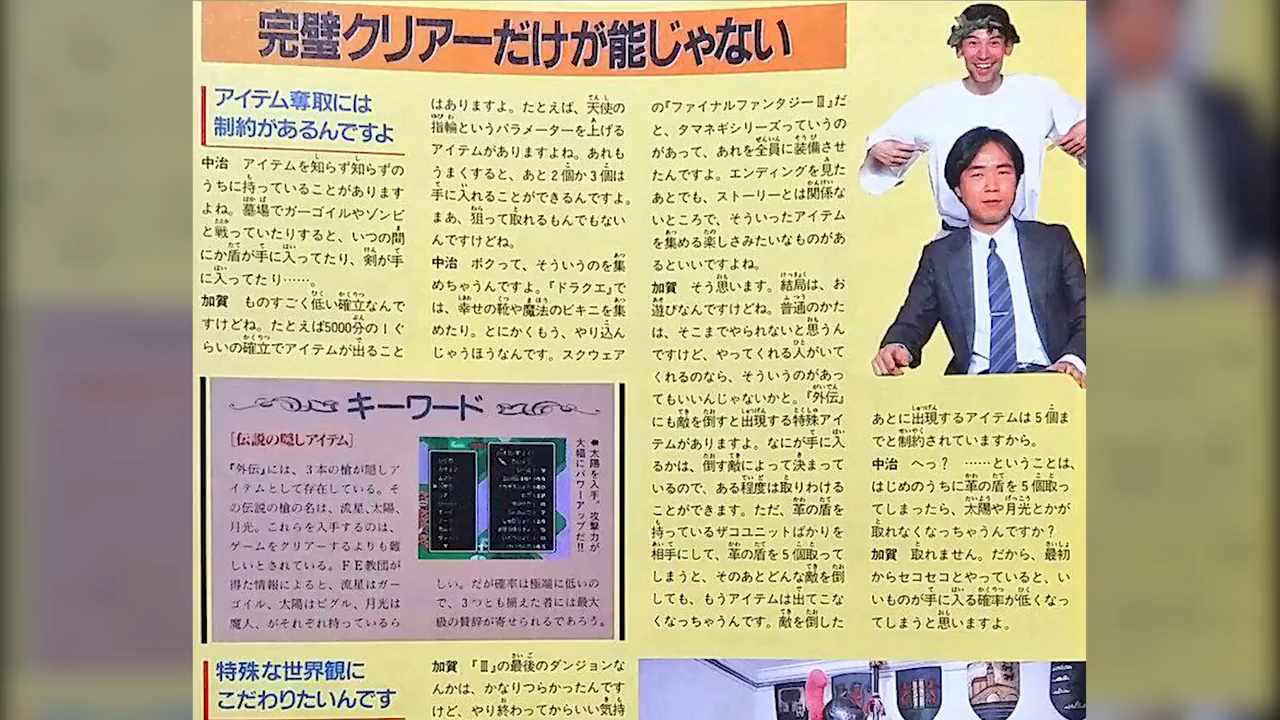 完璧クリアーだけが能じゃない
アイテム奪取には
制約があるんですよ
中治　アイテムを知らず知らずの
うちに持っていることがあります
よね。墓場でガーゴイルやゾンビ
と戦っていたりすると、いつの間
にか盾が手に入ってたり、剣が手
に入ってたり……。
加賀　ものすごく低い確立なんで
すけどね。たとえば5000分の1ぐ
らいの確立でアイテムが出ること
はありますよ。たとえば、天使の
指輪というパラメーターを上げる
アイテムがありますよね。あれも
うまくすると、あと2個か3個は
手に入れることができるんですよ。
まあ、狙って取れるもんでもない
んですけどね。
中治　ボクって、そういうのを集
めちゃうんですよ。『ドラクエ』で
は、幸せの靴や魔法のビキニを集
めたり。とにかくもう、やり込ん
じゃうほうなんです。スクウェア
の『ファイナルファンタジーⅢ』だ
と、タマネギシリーズっていうの
があって、あれを全員に装備させ
たんですよ。エンディングを見た
あとでも、ストーリーとは関係な
いところで、そういったアイテム
を集める楽しさみたいなものがあ
るといいですよね。
加賀　そう思います。結局は、お
遊びなんですけどね。普通のかた
は、そこまでやられないと思うん
ですけど、やってくれる人がいて
くれるのなら、そういうのがあっ
てもいいんじゃないかと。『外伝』
にも敵を倒すと出現する特殊アイ
テムがありますよ。なにが手に入
るかは、倒す敵によって決まって
いるので、ある程度は取りわける
ことができます。ただ、革の盾を
持っているザコユニットばかりを
相手にして、革の盾を5個取って
しまうと、そのあとどんな敵を倒
しても、もうアイテムは出てこな
くなっちゃうんです。敵を倒した
あとに出現するアイテムは5個ま
でと制約されていますから。
中治　へっ？　……ということは、
はじめのうちに革の盾を5個取っ
てしまったら、太陽や月光とかが
取れなくなっちゃうんですか？
加賀　取れません。だから、最初
からセコセコとやっていると、い
いものが手に入る確率が低くなっ
てしまうと思いますよ。
キーワード
［伝説の隠しアイテム］
『外伝』には、3本の槍が隠しア
イテムとして存在している。そ
の伝説の槍の名は、流星、太陽、
月光。これらを入手するのは、
ゲームをクリアーするよりも難
しいとされている。FE教団が
得た情報によると、流星はガー
ゴイル、太陽はビグル、月光は
魔人、がそれぞれ持っているら
しい。だが確率は極端に低いの
で、3つとも揃えた者には最大
級の賛辞が寄せられるであろう。
◆太陽を入手。攻撃力が
大幅にパワーアップだ!!
特殊な世界観に
こだわりたいんです
加賀　『Ⅲ』の最後のダンジョンな
んかは、かなりつらかったんです
けど、やり終わってからいい気持